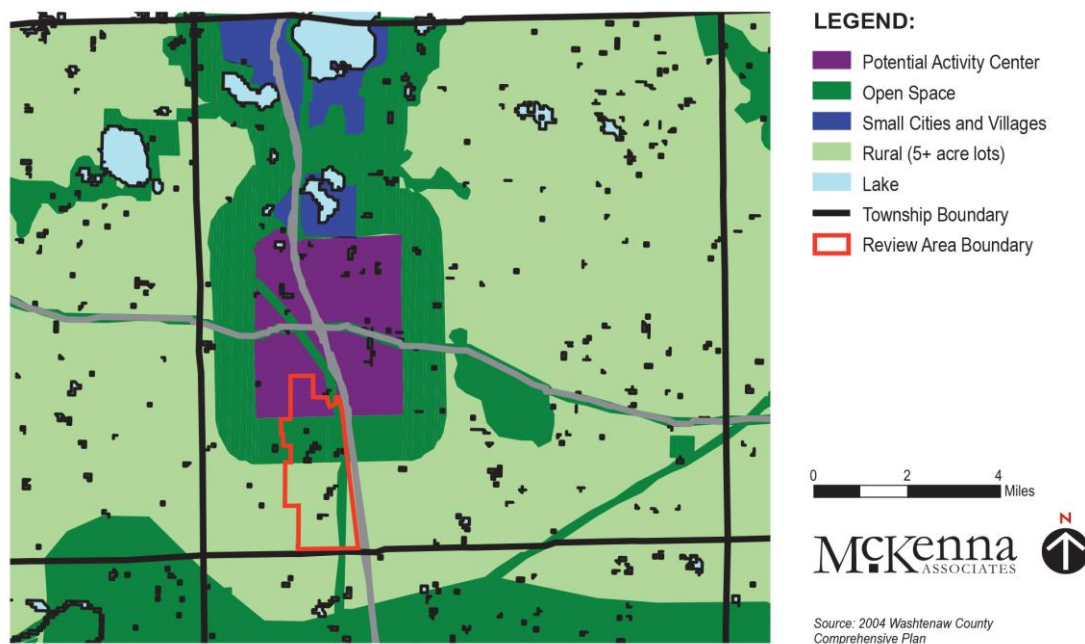 LEGEND:
Potential Activity Center
Open Space
Small Cities and Villages
Rural (5+ acre lots)
Lake
Township Boundary
Review Area Boundary
0 2 4
Miles
N
McKenna
ASSOCIATES
Source: 2004 Washtenaw County
Comprehensive Plan